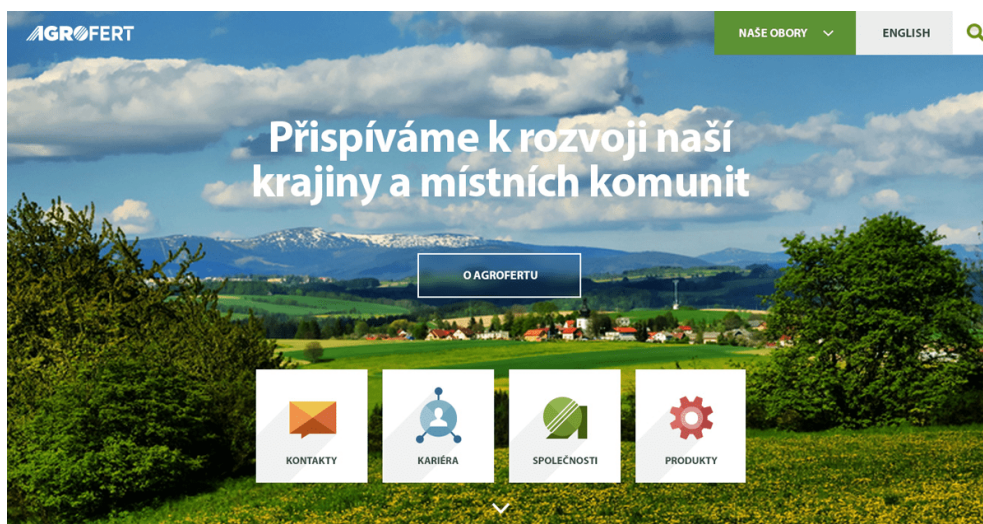 AGROFERT
NAŠE OBORY
ENGLISH
Přispíváme k rozvoji naší
krajiny a místních komunit
O AGROFERTU
KONTAKTY
KARIÉRA
SPOLEČNOSTI
PRODUKTY